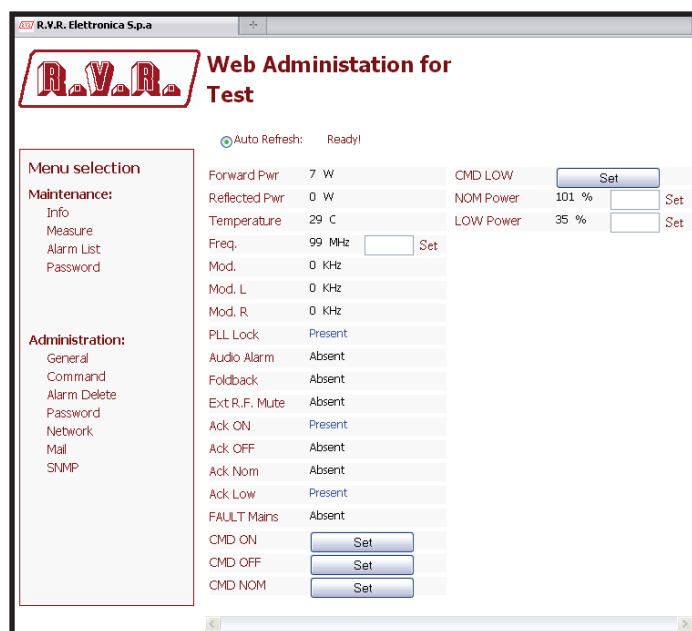 R.V.R. Elettronica S.p.a
R.V.R.
Web Administation for
Test
Auto Refresh: Ready!
Menu selection
Maintenance:
Info
Measure
Alarm List
Password
Administration:
General
Command
Alarm Delete
Password
Network
Mail
SNMP
Forward Pwr 7 W
Reflected Pwr 0 W
Temperature 29 C
Freq. 99 MHz Set
Mod. 0 KHz
Mod. L 0 KHz
Mod. R 0 KHz
PLL Lock Present
Audio Alarm Absent
Foldback Absent
Ext R.F. Mute Absent
Ack ON Present
Ack OFF Absent
Ack Nom Absent
Ack Low Present
FAULT Mains Absent
CMD ON Set
CMD OFF Set
CMD NOM Set
CMD LOW Set
NOM Power 101 % Set
LOW Power 35 % Set